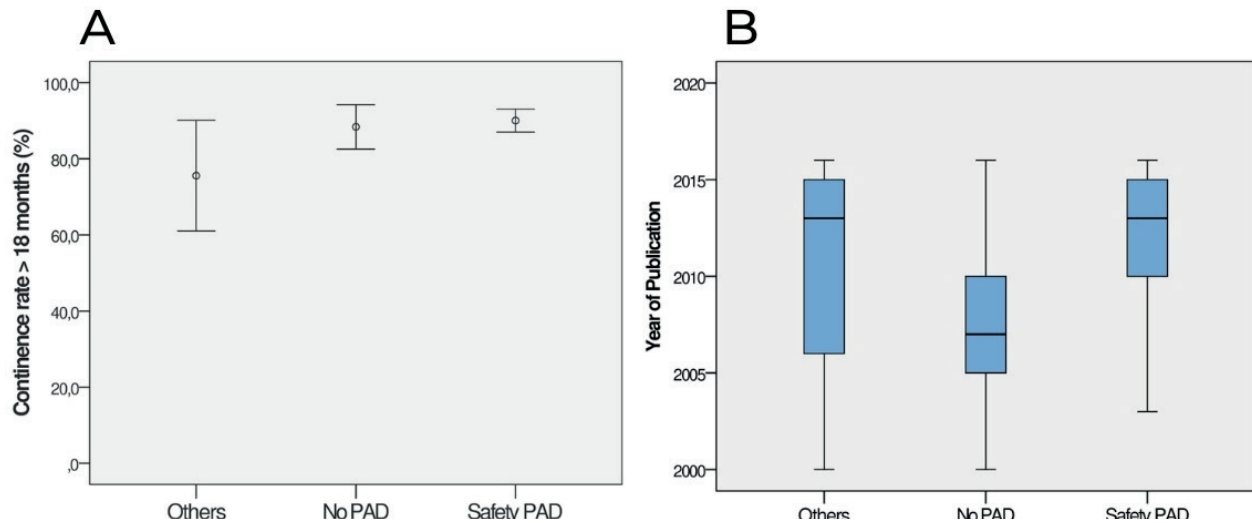 A
Continence rate > 18 months (%)
100,0
80,0
60,0
40,0
20,0
,0
Others No PAD Safety PAD
B
Year of Publication
2020
2015
2010
2005
2000
Others No PAD Safety PAD